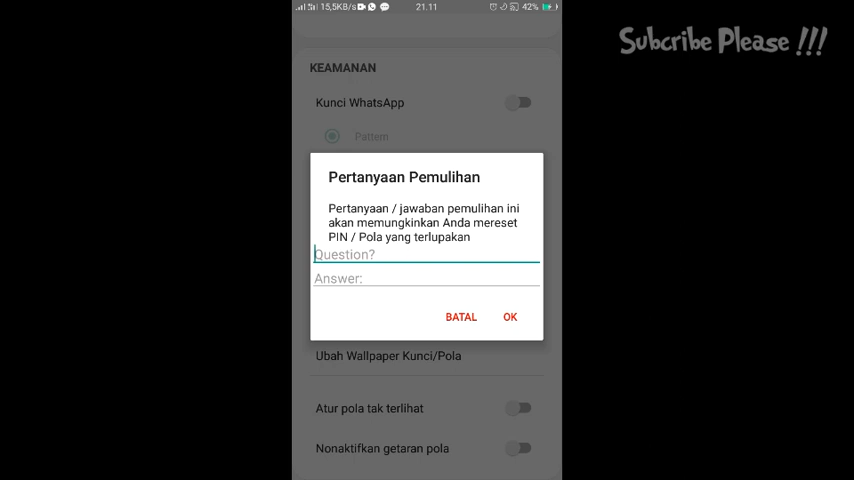 15,5KB/s
21.11
42%
Subcribe Please !!!
KEAMANAN
Kunci WhatsApp
Pattern
Pertanyaan Pemulihan
Pertanyaan / jawaban pemulihan ini
akan memungkinkan Anda mereset
PIN / Pola yang terlupakan
Question?
Answer:
BATAL
OK
Ubah Wallpaper Kunci/Pola
Atur pola tak terlihat
Nonaktifkan getaran pola